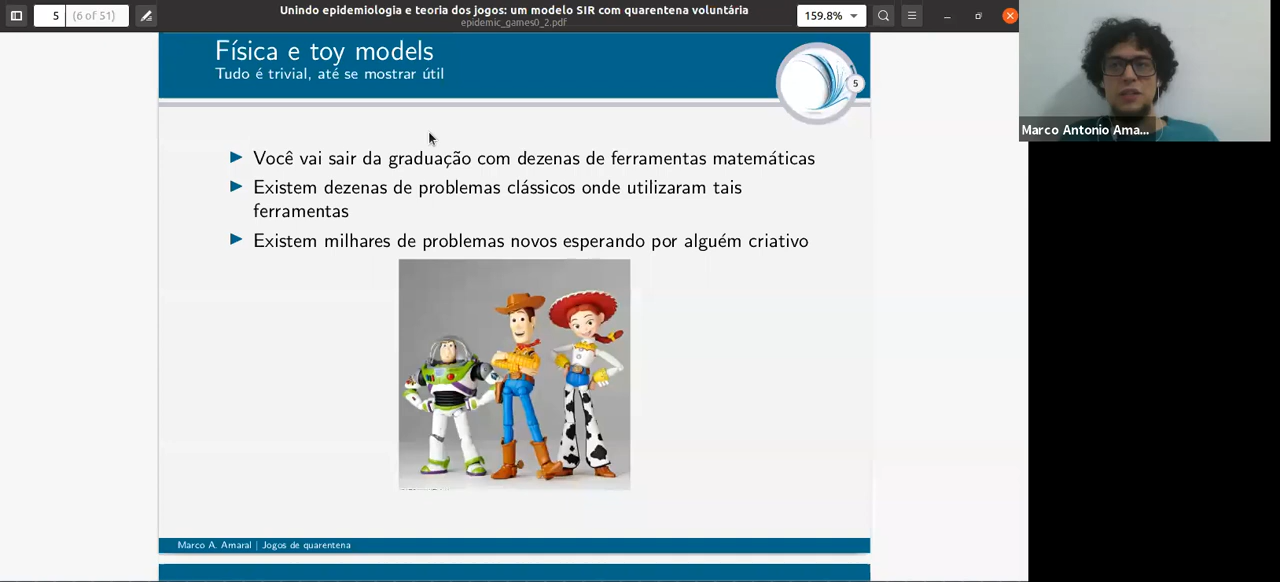 5
(6 of 51)
Unindo epidemiologia e teoria dos jogos: um modelo SIR com quarentena voluntária
epidemic_games0_2.pdf
159.8%
Física e toy models
Tudo é trivial, até se mostrar útil
5
Marco Antonio Ama...
Você vai sair da graduação com dezenas de ferramentas matemáticas
Existem dezenas de problemas clássicos onde utilizaram tais
ferramentas
Existem milhares de problemas novos esperando por alguém criativo
Marco A. Amaral | Jogos de quarentena